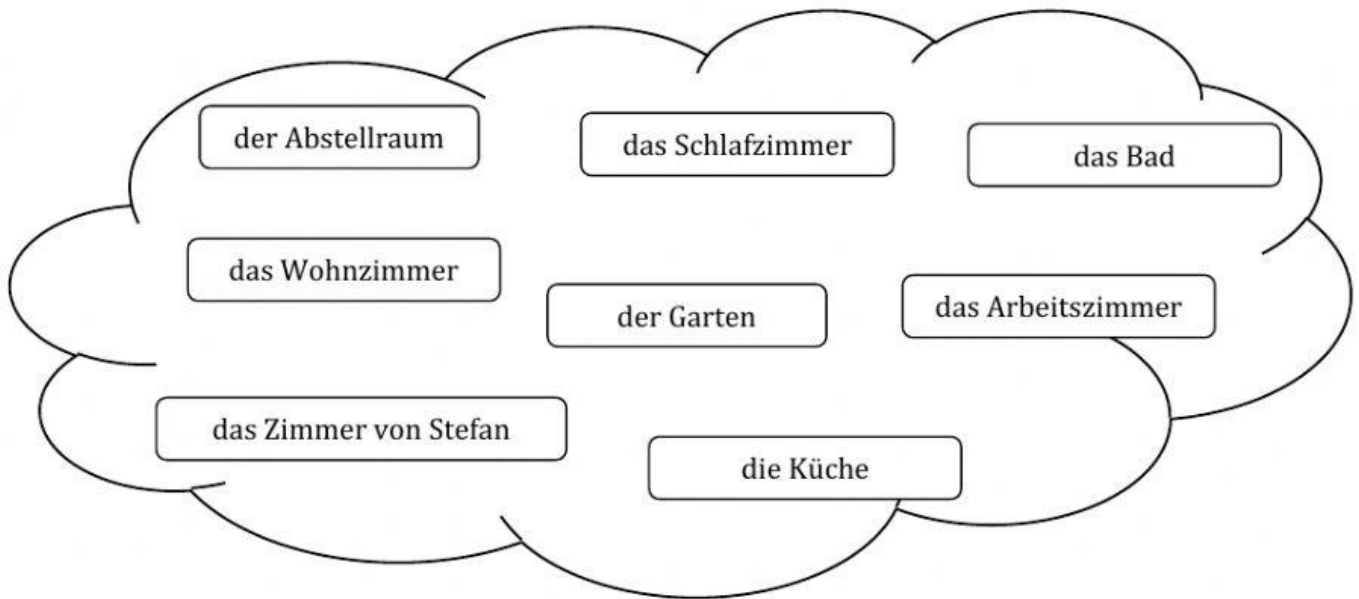 der Abstellraum
das Schlafzimmer
das Bad
das Wohnzimmer
der Garten
das Arbeitszimmer
das Zimmer von Stefan
die Küche